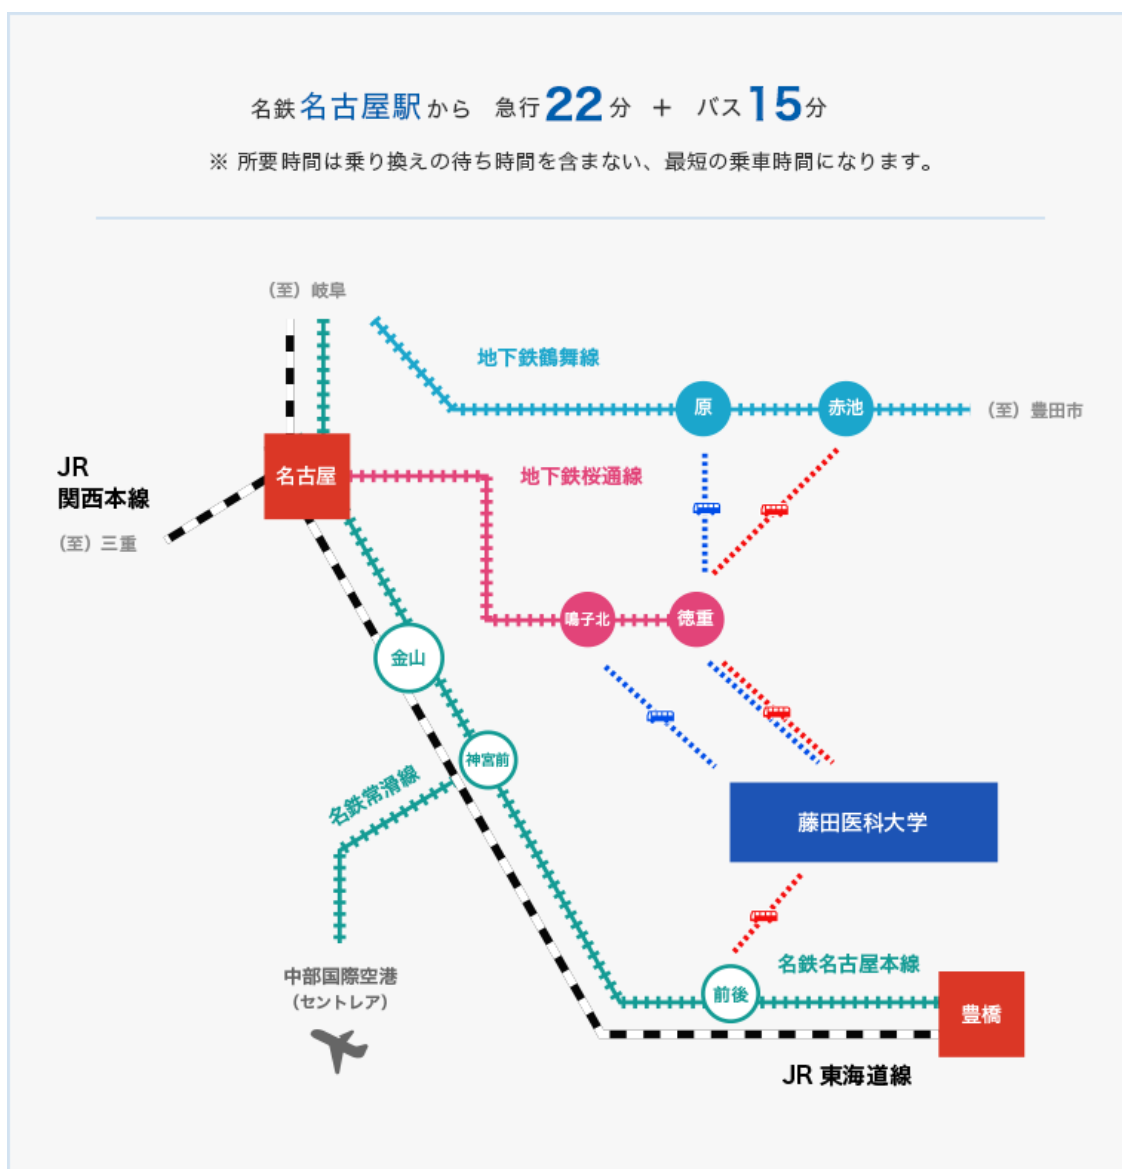 名鉄 名古屋駅 から 急行 22 分 + バス 15 分
※ 所要時間は乗り換えの待ち時間を含まない、最短の乗車時間になります。
（至）岐阜
地下鉄鶴舞線
原
赤池
（至）豊田市
JR
関西本線
（至）三重
名古屋
地下鉄桜通線
鳴子北
徳重
金山
神宮前
名鉄常滑線
藤田医科大学
中部国際空港
（セントレア）
名鉄名古屋本線
前後
豊橋
JR 東海道線